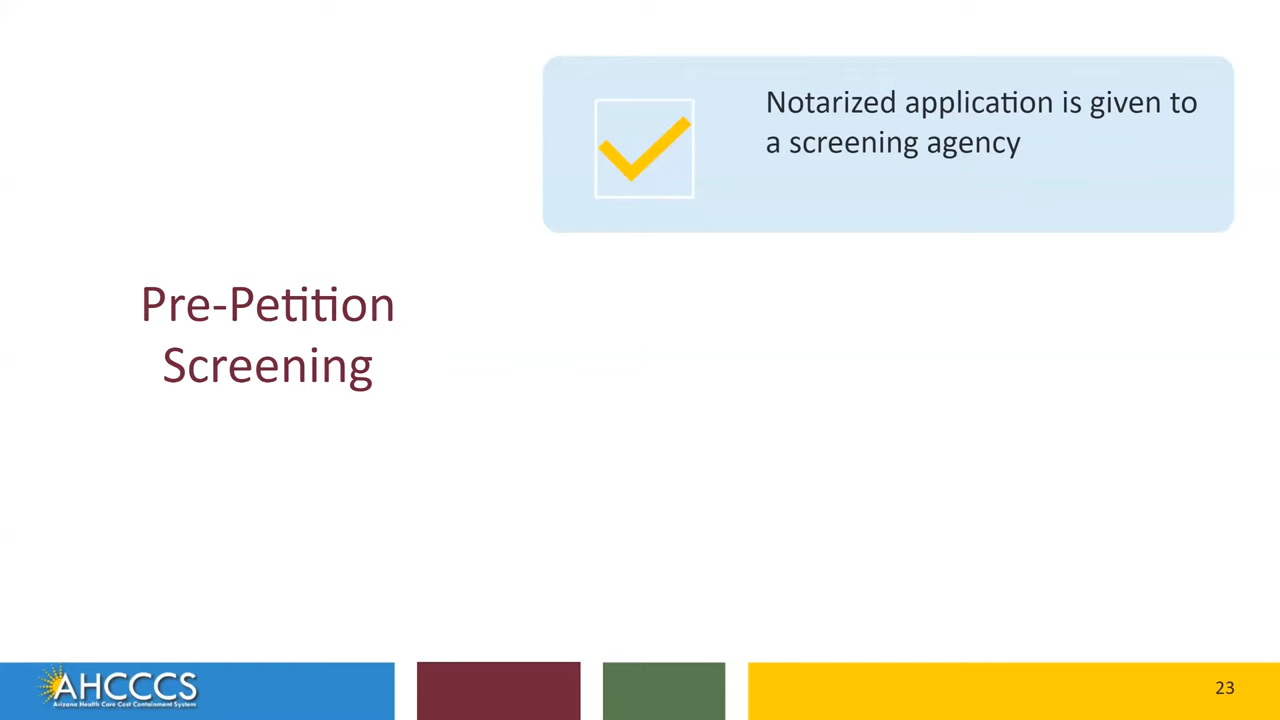 Notarized application is given to
a screening agency
Pre-Petition
Screening
AHCCCS
Arizona Health Care Cost Containment System
23